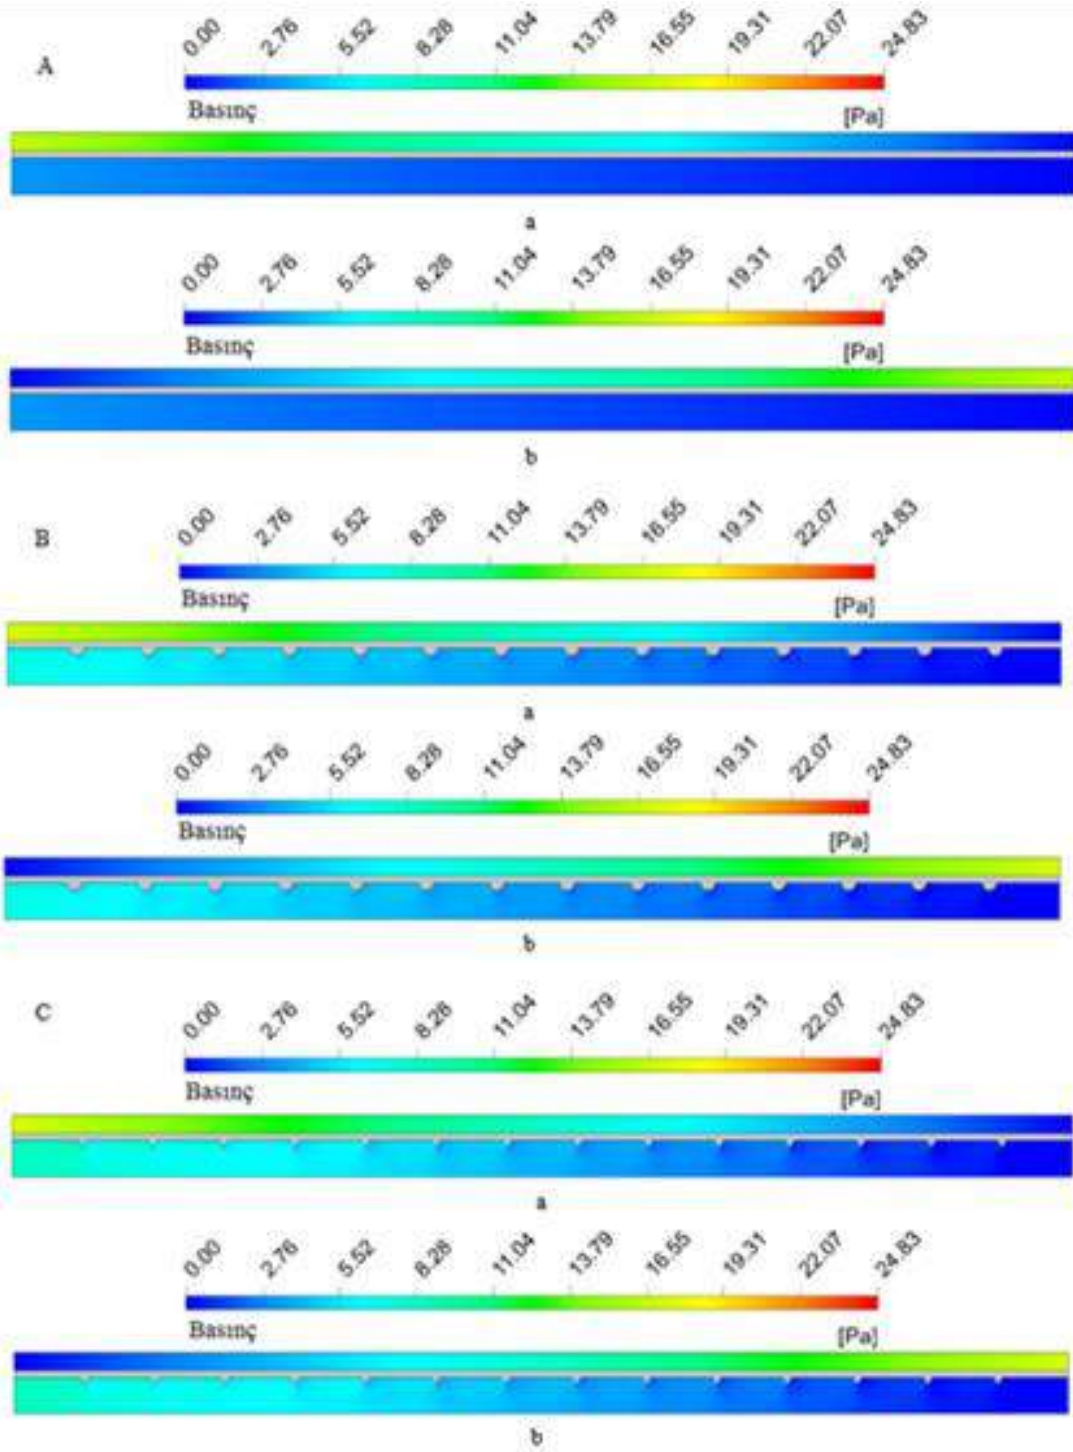 A
0.00 2.76 5.52 8.28 11.04 13.79 16.55 19.31 22.07 24.83
Basınç [Pa]
a
0.00 2.76 5.52 8.28 11.04 13.79 16.55 19.31 22.07 24.83
Basınç [Pa]
b
B
0.00 2.76 5.52 8.28 11.04 13.79 16.55 19.31 22.07 24.83
Basınç [Pa]
a
0.00 2.76 5.52 8.28 11.04 13.79 16.55 19.31 22.07 24.83
Basınç [Pa]
b
C
0.00 2.76 5.52 8.28 11.04 13.79 16.55 19.31 22.07 24.83
Basınç [Pa]
a
0.00 2.76 5.52 8.28 11.04 13.79 16.55 19.31 22.07 24.83
Basınç [Pa]
b